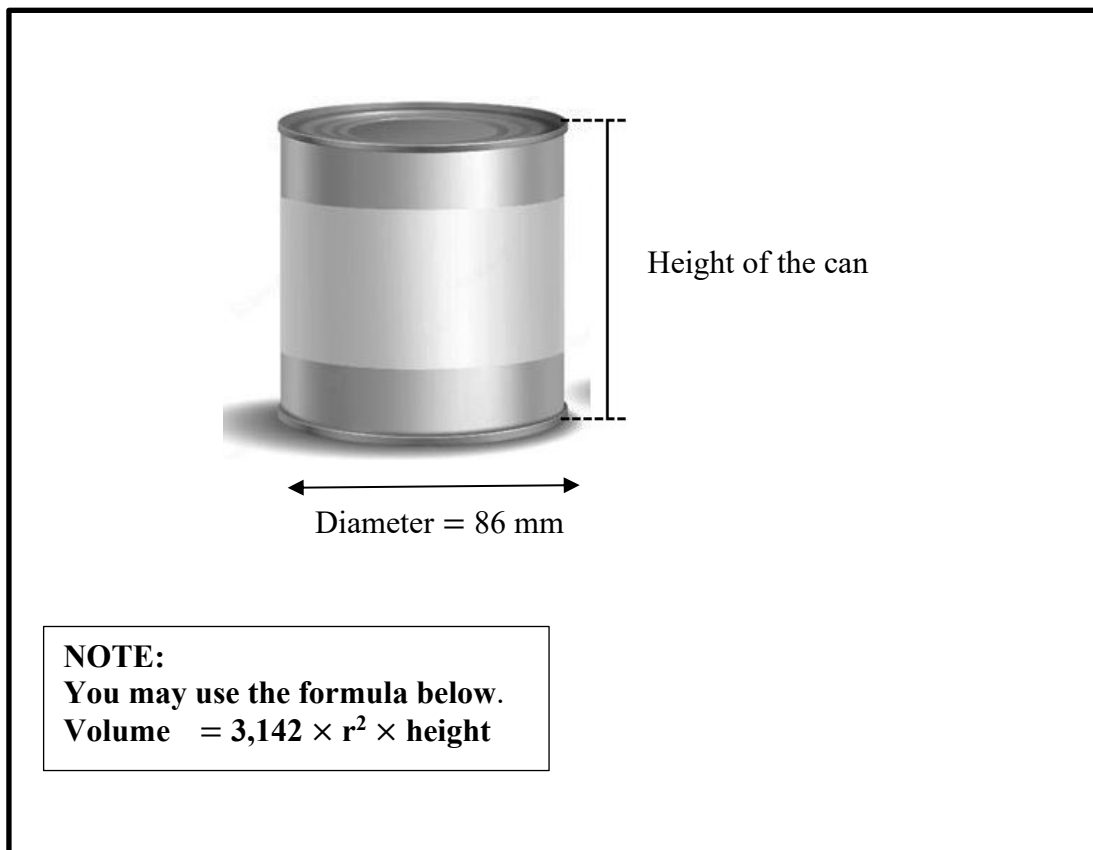 Height of the can
Diameter = 86 mm
NOTE:
You may use the formula below.
Volume = 3,142 × r² × height